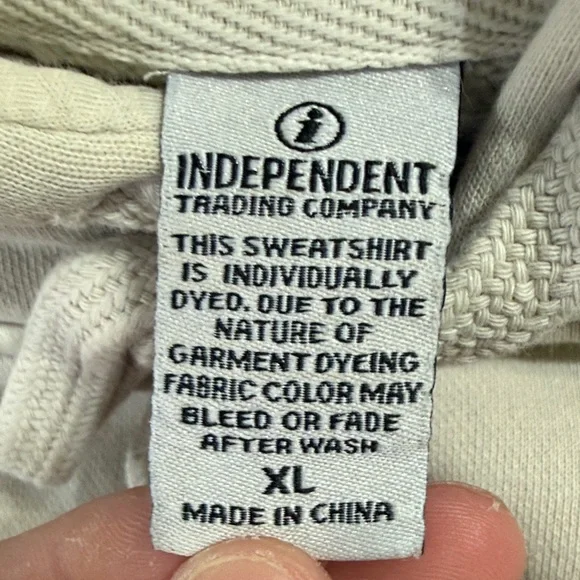 i
INDEPENDENT
TRADING COMPANY
THIS SWEATSHIRT
IS INDIVIDUALLY
DYED. DUE TO THE
NATURE OF
GARMENT DYEING
FABRIC COLOR MAY
BLEED OR FADE
AFTER WASH
XL
MADE IN CHINA